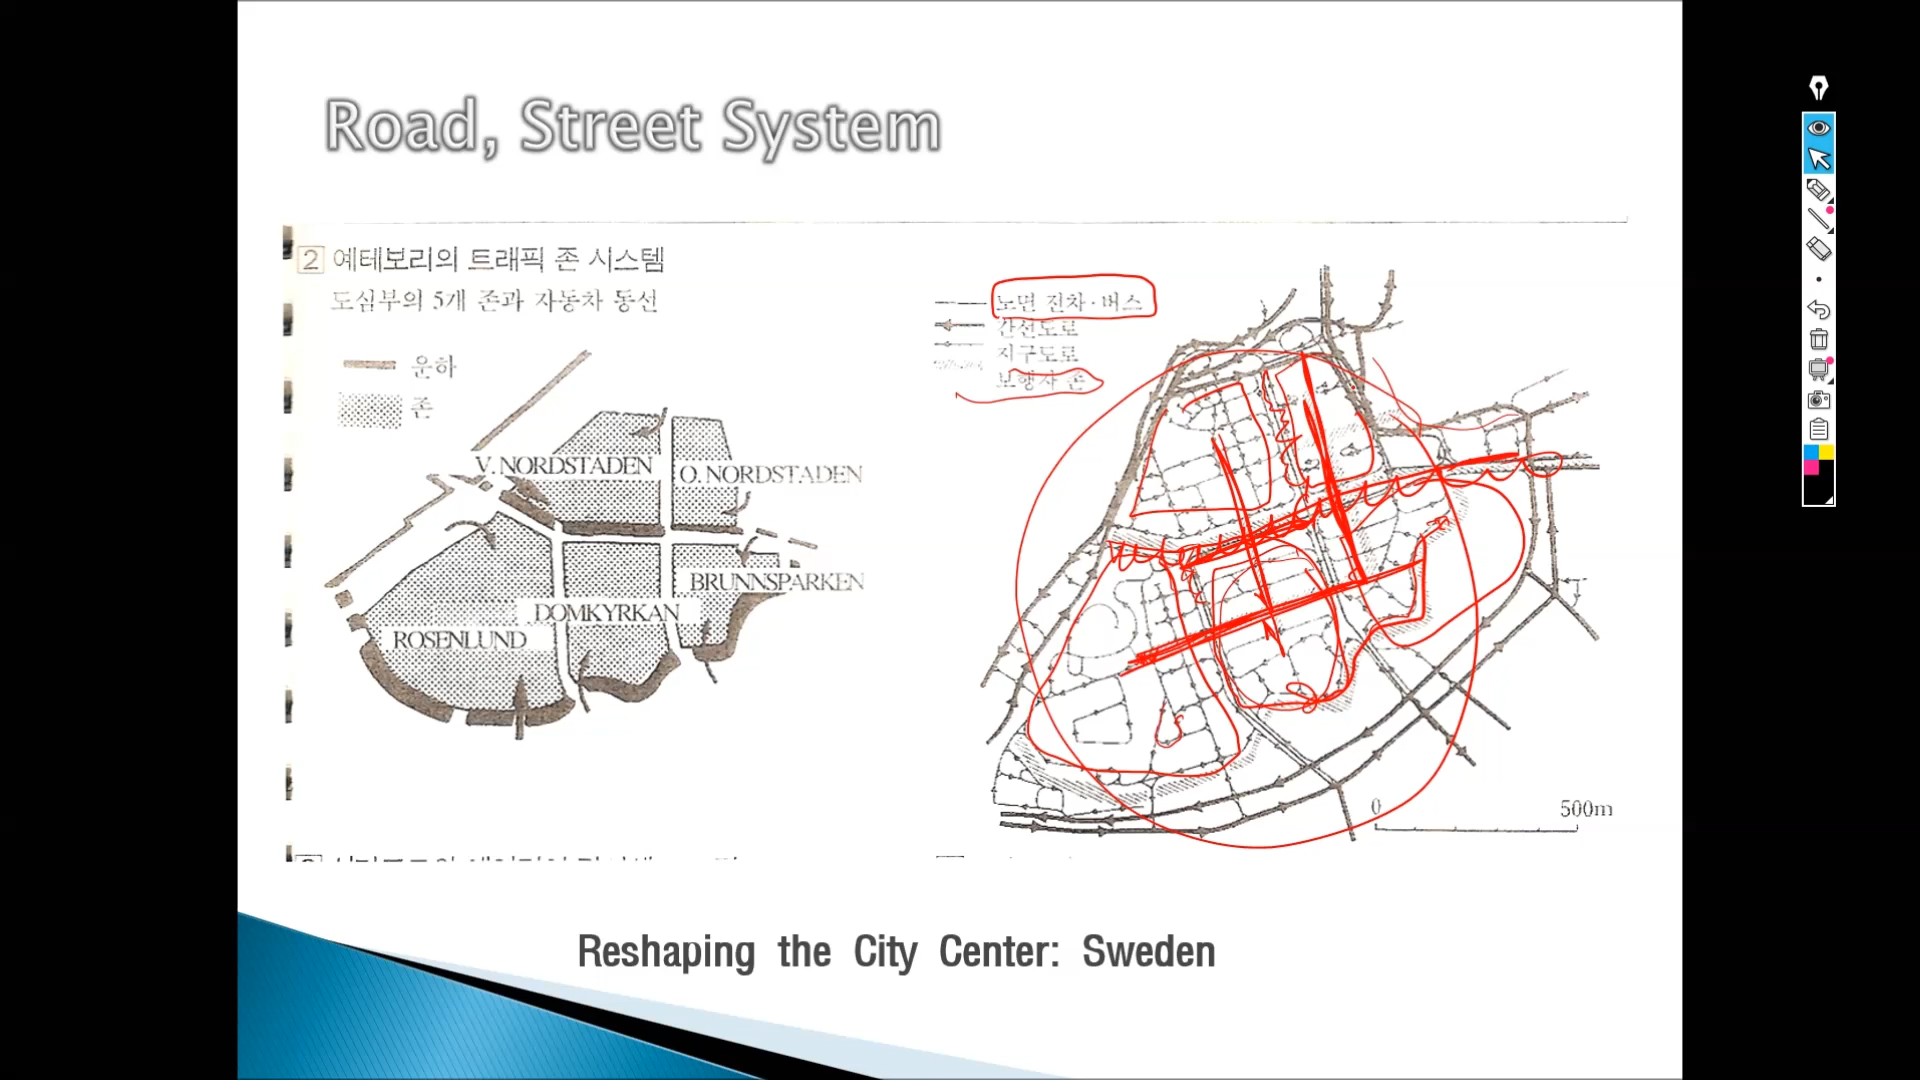 Road, Street System
2 예테보리의 트래픽 존 시스템
도심부의 5개 존과 자동차 동선
운하
존
V. NORDSTADEN
O. NORDSTADEN
BRUNNSPARKEN
DOMKYRKAN
ROSENLUND
노면 전차·버스
간선도로
지구도로
보행자 존
0
500m
Reshaping the City Center: Sweden